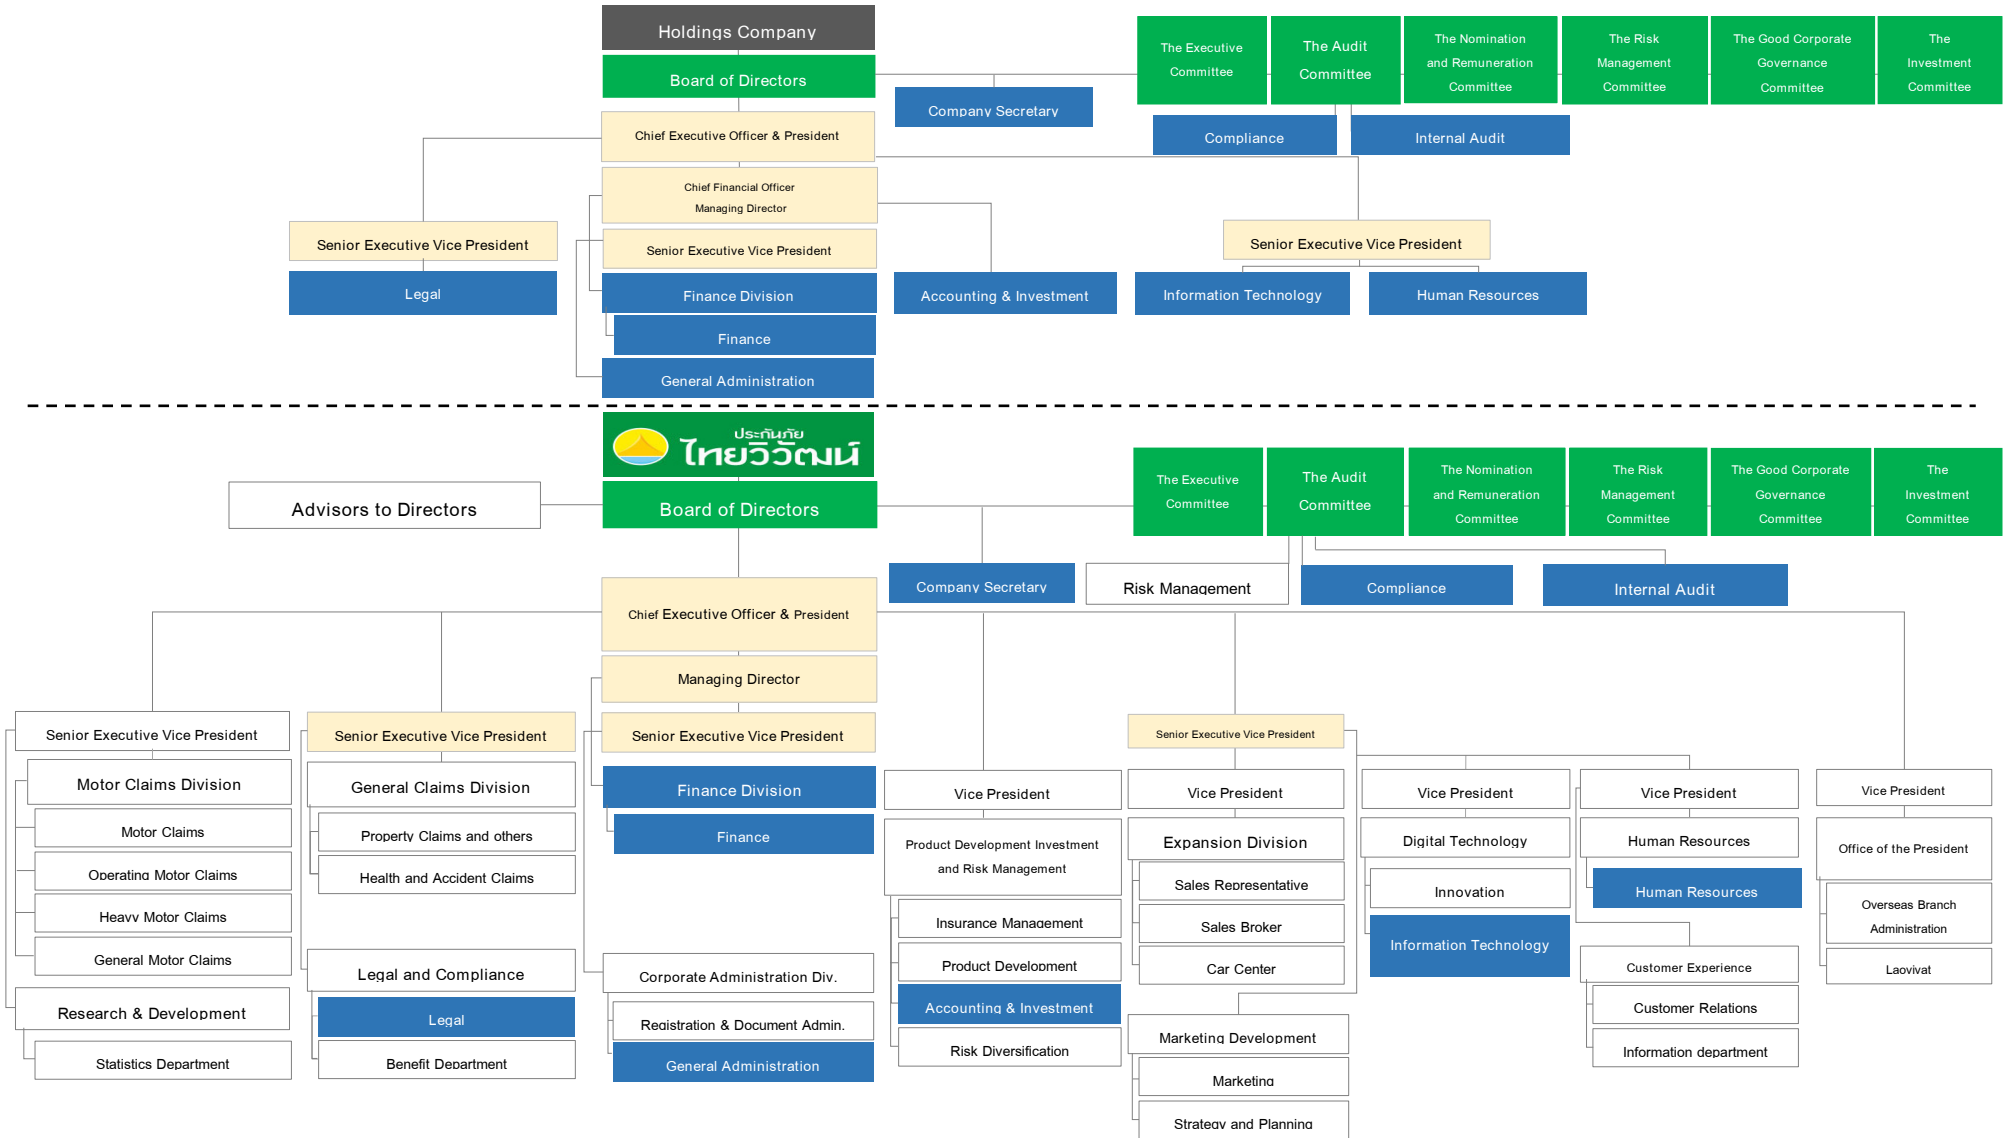 Holdings Company
Board of Directors
The Executive
Committee
The Audit
Committee
The Nomination
and Remuneration
Committee
The Risk
Management
Committee
The Good Corporate
Governance
Committee
The
Investment
Committee
Company Secretary
Compliance
Internal Audit
Chief Executive Officer & President
Chief Financial Officer
Managing Director
Senior Executive Vice President
Senior Executive Vice President
Senior Executive Vice President
Legal
Finance Division
Accounting & Investment
Information Technology
Human Resources
Finance
General Administration
ประกันภัย
ไทยวิวัฒน์
Advisors to Directors
Board of Directors
The Executive
Committee
The Audit
Committee
The Nomination
and Remuneration
Committee
The Risk
Management
Committee
The Good Corporate
Governance
Committee
The
Investment
Committee
Company Secretary
Risk Management
Compliance
Internal Audit
Chief Executive Officer & President
Managing Director
Senior Executive Vice President
Motor Claims Division
Motor Claims
Operating Motor Claims
Heavy Motor Claims
General Motor Claims
Research & Development
Statistics Department
Senior Executive Vice President
General Claims Division
Property Claims and others
Health and Accident Claims
Legal and Compliance
Legal
Benefit Department
Senior Executive Vice President
Finance Division
Finance
Corporate Administration Div.
Registration & Document Admin.
General Administration
Vice President
Product Development Investment
and Risk Management
Insurance Management
Product Development
Accounting & Investment
Risk Diversification
Senior Executive Vice President
Vice President
Expansion Division
Sales Representative
Sales Broker
Car Center
Marketing Development
Marketing
Strategy and Planning
Vice President
Digital Technology
Innovation
Information Technology
Vice President
Human Resources
Human Resources
Customer Experience
Customer Relations
Information department
Vice President
Office of the President
Overseas Branch
Administration
Laovivat